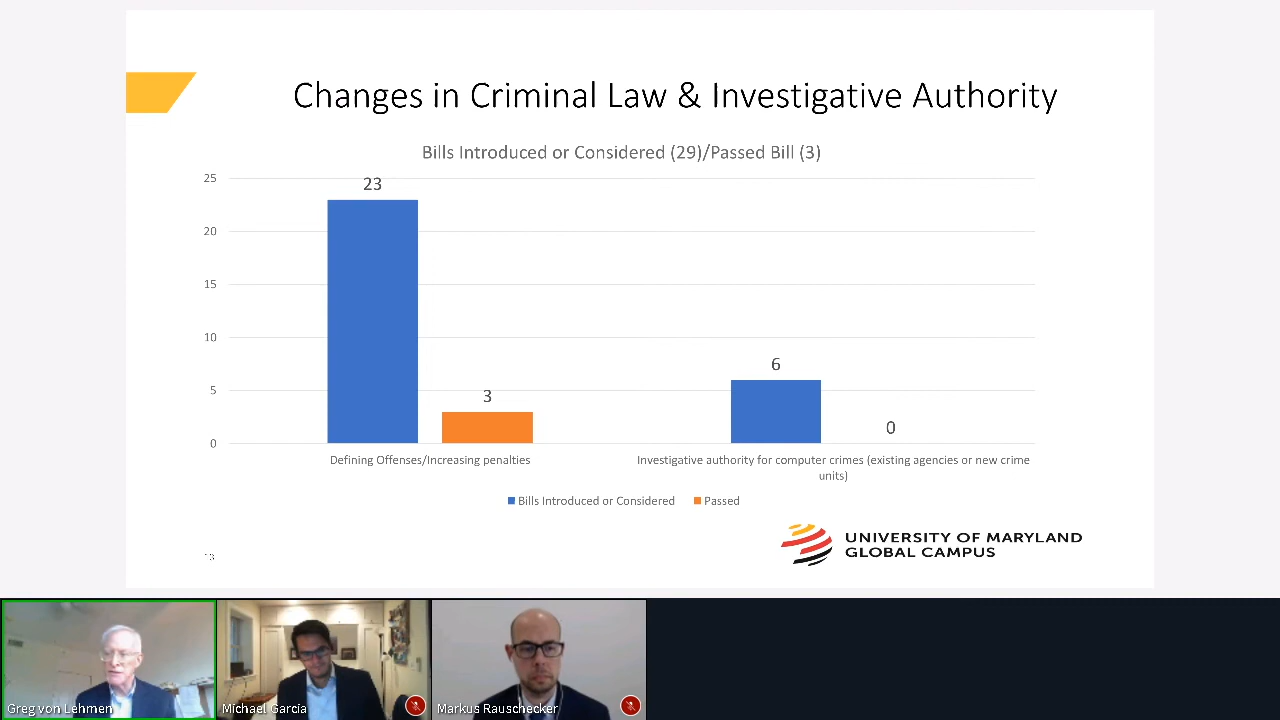 Changes in Criminal Law & Investigative Authority
Bills Introduced or Considered (29)/Passed Bill (3)
25
20
15
10
5
0
23
3
6
0
Defining Offenses/Increasing penalties
Investigative authority for computer crimes (existing agencies or new crime
units)
Bills Introduced or Considered
Passed
UNIVERSITY OF MARYLAND
GLOBAL CAMPUS
13
Greg von Lehmen
Michael Garcia
Markus Rauschecker